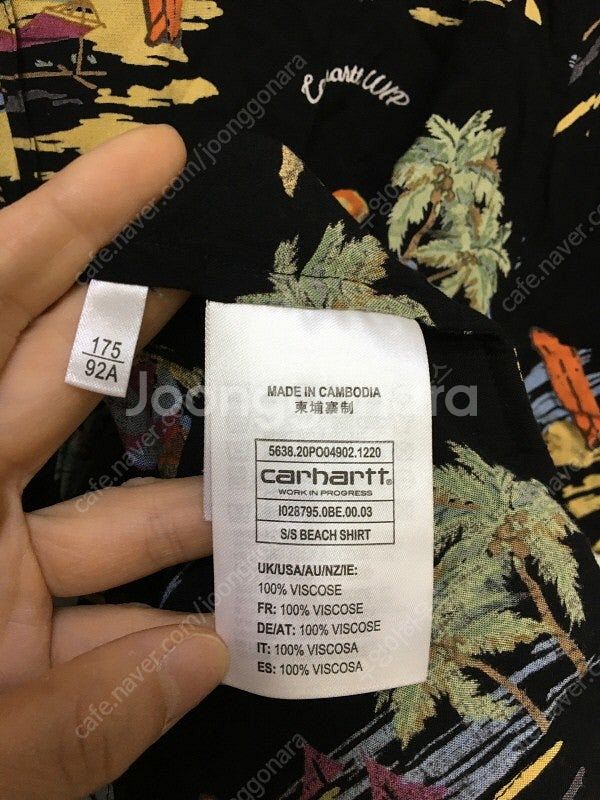 Carhartt WIP
175
92A
MADE IN CAMBODIA
柬埔寨制
5638.20PO04902.1220
carhartt®
WORK IN PROGRESS
I028795.0BE.00.03
S/S BEACH SHIRT
UK/USA/AU/NZ/IE:
100% VISCOSE
FR: 100% VISCOSE
DE/AT: 100% VISCOSE
IT: 100% VISCOSA
ES: 100% VISCOSA
Joonggonara
cafe.naver.com/joonggonara